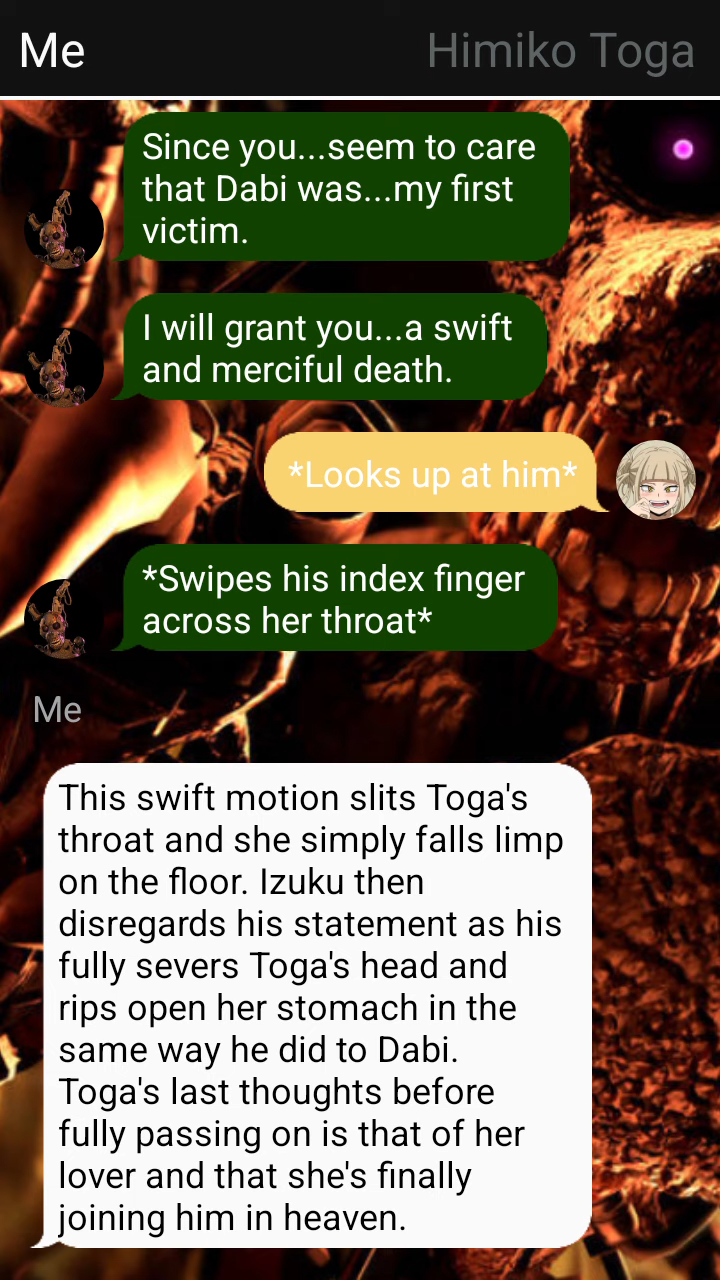 Me
Himiko Toga
Since you...seem to care
that Dabi was...my first
victim.
I will grant you...a swift
and merciful death.
*Looks up at him*
*Swipes his index finger
across her throat*
Me
This swift motion slits Toga's
throat and she simply falls limp
on the floor. Izuku then
disregards his statement as his
fully severs Toga's head and
rips open her stomach in the
same way he did to Dabi.
Toga's last thoughts before
fully passing on is that of her
lover and that she's finally
joining him in heaven.